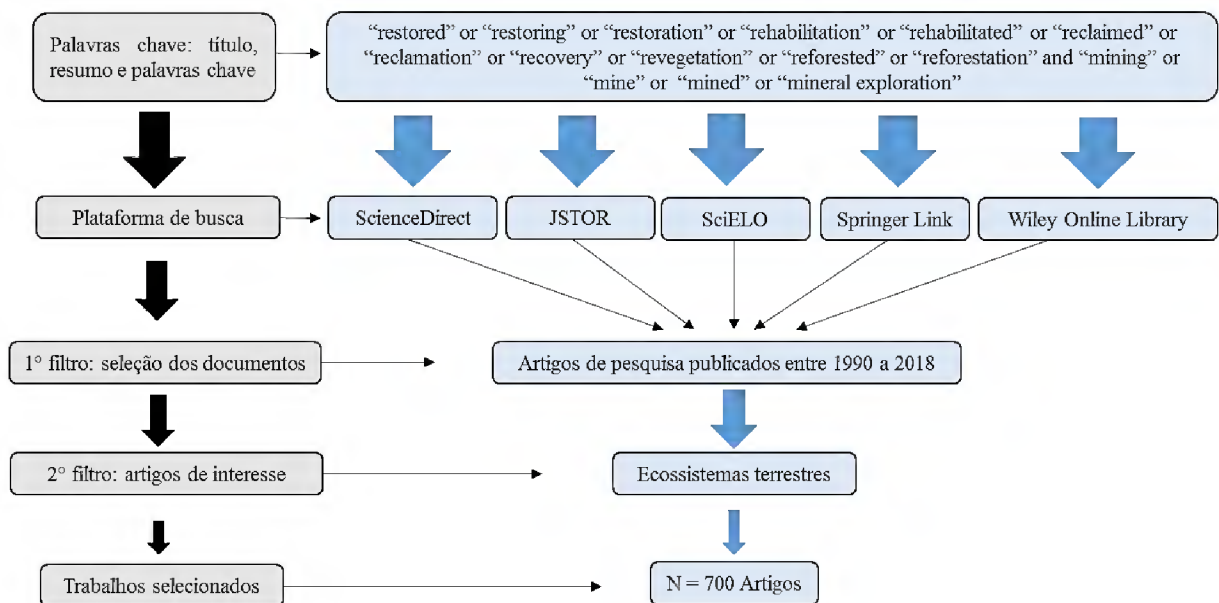 Palavras chave: título,
resumo e palavras chave
“restored” or “restoring” or “restoration” or “rehabilitation” or “rehabilitated” or “reclaimed” or
“reclamation” or “recovery” or “revegetation” or “reforested” or “reforestation” and “mining” or
“mine” or “mined” or “mineral exploration”
Plataforma de busca
ScienceDirect
JSTOR
SciELO
Springer Link
Wiley Online Library
1° filtro: seleção dos documentos
Artigos de pesquisa publicados entre 1990 a 2018
2° filtro: artigos de interesse
Ecossistemas terrestres
Trabalhos selecionados
N = 700 Artigos